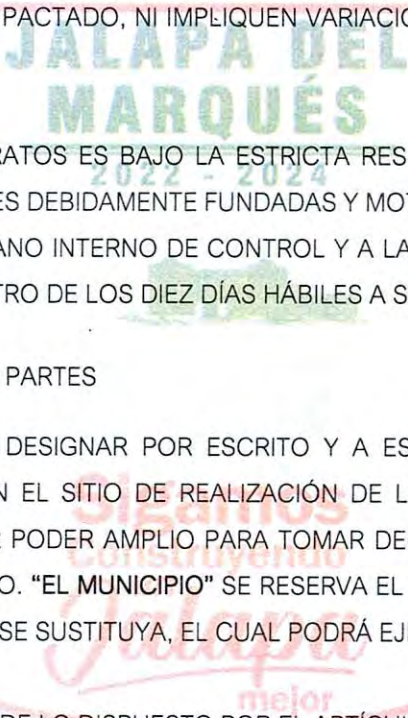 PACTADO, NI IMPLIQUEN VARIACIO
JALAPA DEL
MARQUÉS
RATOS ES BAJO LA ESTRICTA RES
2022 - 2024
ES DEBIDAMENTE FUNDADAS Y MOT
ANO INTERNO DE CONTROL Y A LA
TRO DE LOS DIEZ DÍAS HÁBILES A S
PARTES
DESIGNAR POR ESCRITO Y A ES
N EL SITIO DE REALIZACIÓN DE L
Sigamos
PODER AMPLIO PARA TOMAR DE
Construyendo
O. "EL MUNICIPIO" SE RESERVA EL
Jalapa
SE SUSTITUYA, EL CUAL PODRÁ EJ
mejor
DE LO DISPUESTO POR EL ARTÍCUL